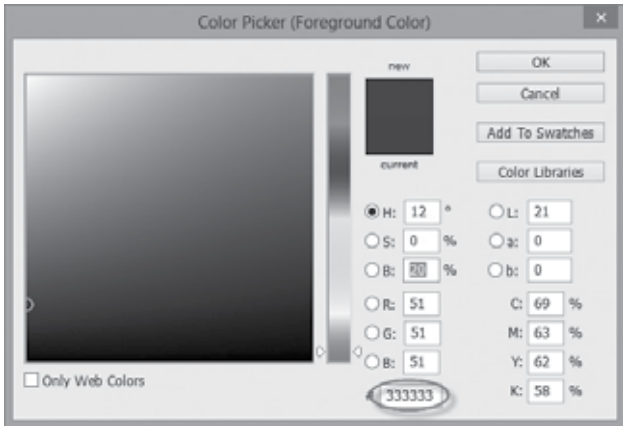 Color Picker (Foreground Color)
new
current
OK
Cancel
Add To Swatches
Color Libraries
H: 12 °
S: 0 %
B: 20 %
R: 51
G: 51
B: 51
# 333333
L: 21
a: 0
b: 0
C: 69 %
M: 63 %
Y: 62 %
K: 58 %
Only Web Colors